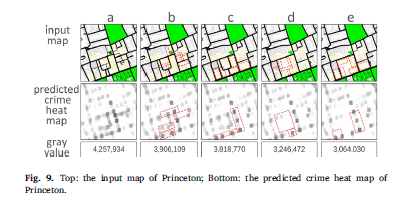 a b c d e
input
map
predicted
crime
heat
map
gray
value
4,257,934 3,906,109 3,818,770 3,246,472 3,064,030
Fig. 9. Top: the input map of Princeton; Bottom: the predicted crime heat map of
Princeton.